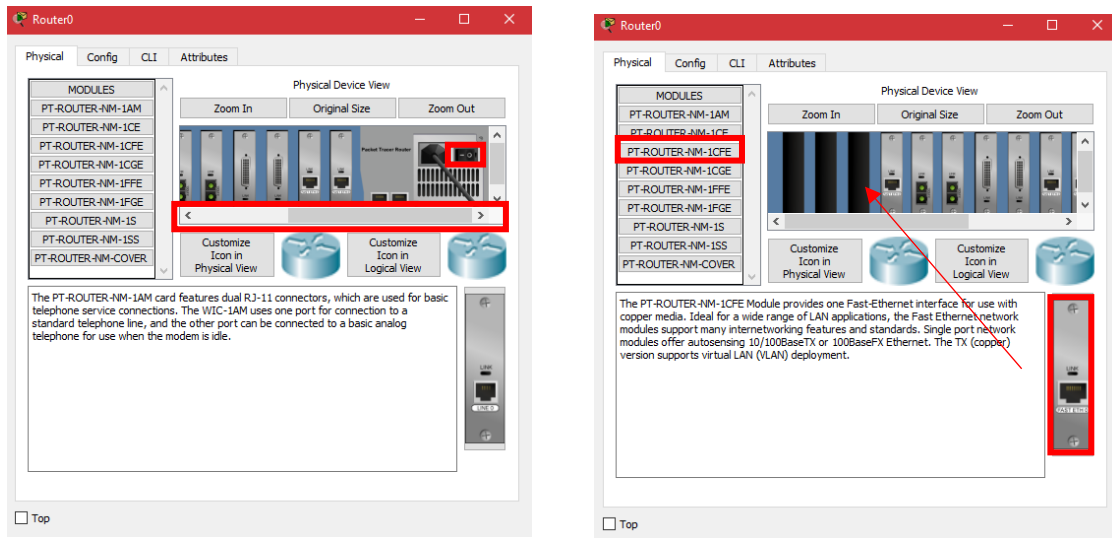 Router0
Physical Config CLI Attributes
MODULES
PT-ROUTER-NM-1AM
PT-ROUTER-NM-1CE
PT-ROUTER-NM-1CFE
PT-ROUTER-NM-1CGE
PT-ROUTER-NM-1FFE
PT-ROUTER-NM-1FGE
PT-ROUTER-NM-1S
PT-ROUTER-NM-1SS
PT-ROUTER-NM-COVER
Physical Device View
Zoom In Original Size Zoom Out
Packet Tracer Router
Customize
Icon in
Physical View
Customize
Icon in
Logical View
The PT-ROUTER-NM-1AM card features dual RJ-11 connectors, which are used for basic
telephone service connections. The WIC-1AM uses one port for connection to a
standard telephone line, and the other port can be connected to a basic analog
telephone for use when the modem is idle.
LINK
LINE 0
Top
Router0
Physical Config CLI Attributes
MODULES
PT-ROUTER-NM-1AM
PT-ROUTER-NM-1CE
PT-ROUTER-NM-1CFE
PT-ROUTER-NM-1CGE
PT-ROUTER-NM-1FFE
PT-ROUTER-NM-1FGE
PT-ROUTER-NM-1S
PT-ROUTER-NM-1SS
PT-ROUTER-NM-COVER
Physical Device View
Zoom In Original Size Zoom Out
Customize
Icon in
Physical View
Customize
Icon in
Logical View
The PT-ROUTER-NM-1CFE Module provides one Fast-Ethernet interface for use with
copper media. Ideal for a wide range of LAN applications, the Fast Ethernet network
modules support many internetworking features and standards. Single port network
modules offer autosensing 10/100BaseTX or 100BaseFX Ethernet. The TX (copper)
version supports virtual LAN (VLAN) deployment.
LINK
FAST ETH 0
Top